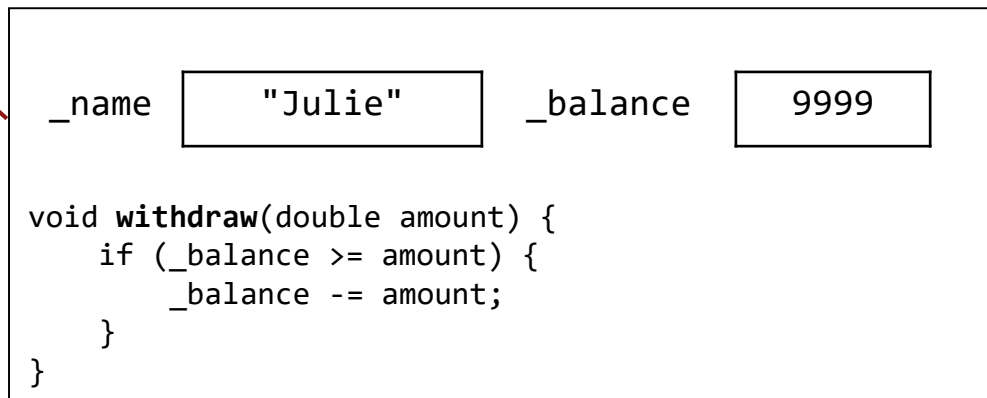 _name "Julie" _balance 9999
void withdraw(double amount) {
    if (_balance >= amount) {
        _balance -= amount;
    }
}